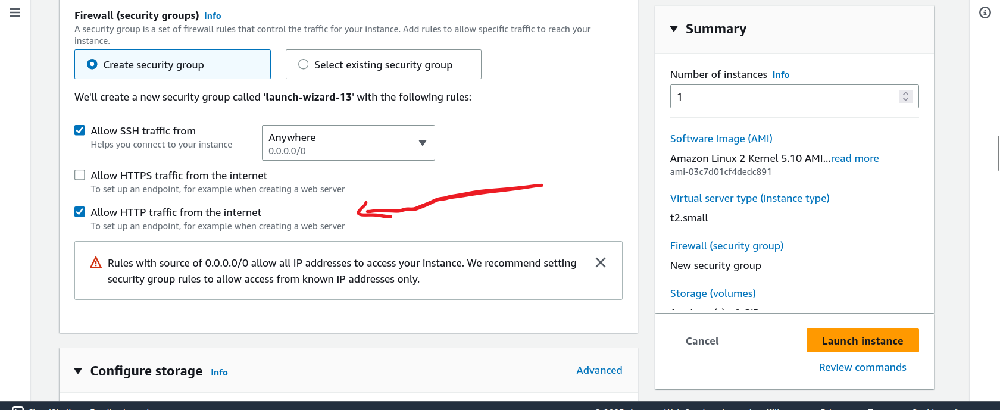 Firewall (security groups) Info
A security group is a set of firewall rules that control the traffic for your instance. Add rules to allow specific traffic to reach your
instance.
Create security group
Select existing security group
We'll create a new security group called 'launch-wizard-13' with the following rules:
Allow SSH traffic from
Helps you connect to your instance
Anywhere
0.0.0.0/0
Allow HTTPS traffic from the internet
To set up an endpoint, for example when creating a web server
Allow HTTP traffic from the internet
To set up an endpoint, for example when creating a web server
Rules with source of 0.0.0.0/0 allow all IP addresses to access your instance. We recommend setting
security group rules to allow access from known IP addresses only.
Configure storage Info
Advanced
Summary
Number of instances Info
1
Software Image (AMI)
Amazon Linux 2 Kernel 5.10 AMI...read more
ami-03c7d01cf4dedc891
Virtual server type (instance type)
t2.small
Firewall (security group)
New security group
Storage (volumes)
Cancel
Launch instance
Review commands